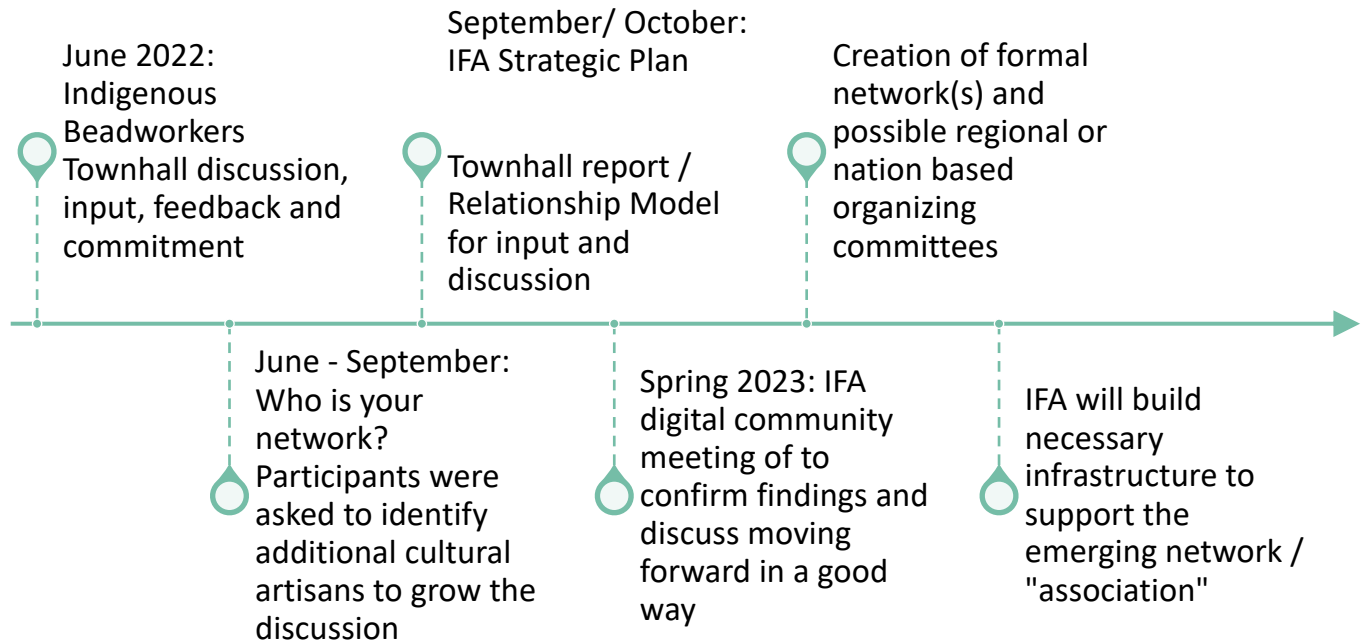 June 2022:
Indigenous
Beadworkers
Townhall discussion,
input, feedback and
commitment
June - September:
Who is your
network?
Participants were
asked to identify
additional cultural
artisans to grow the
discussion
September/ October:
IFA Strategic Plan
Townhall report /
Relationship Model
for input and
discussion
Spring 2023: IFA
digital community
meeting of to
confirm findings and
discuss moving
forward in a good
way
Creation of formal
network(s) and
possible regional or
nation based
organizing
committees
IFA will build
necessary
infrastructure to
support the
emerging network /
"association"